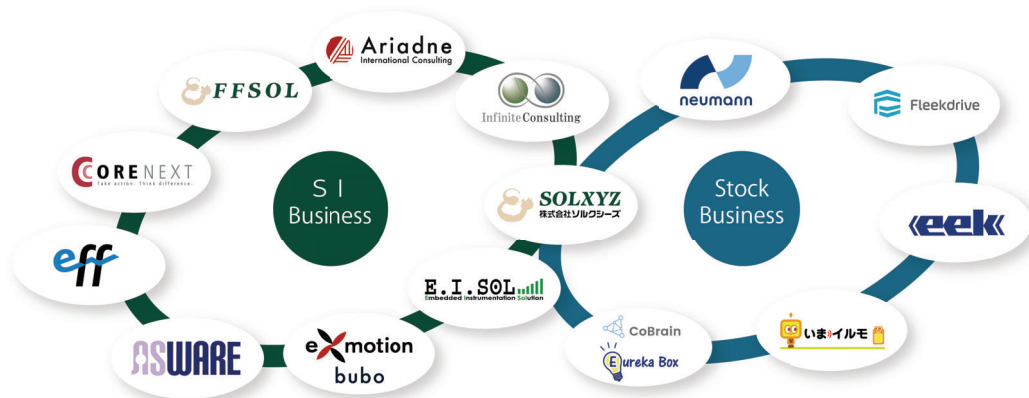 Ariadne
International Consulting
FFSOL
Infinite Consulting
CORENEXT
Take action. Think difference.
eff
ASWARE
eXmotion
bubo
E.I.SOL
Embedded Instrumentation Solution
SOLXYZ
株式会社ソルクシーズ
S I
Business
neumann
Fleekdrive
eek
いまイルモ
CoBrain
Eureka Box
Stock
Business